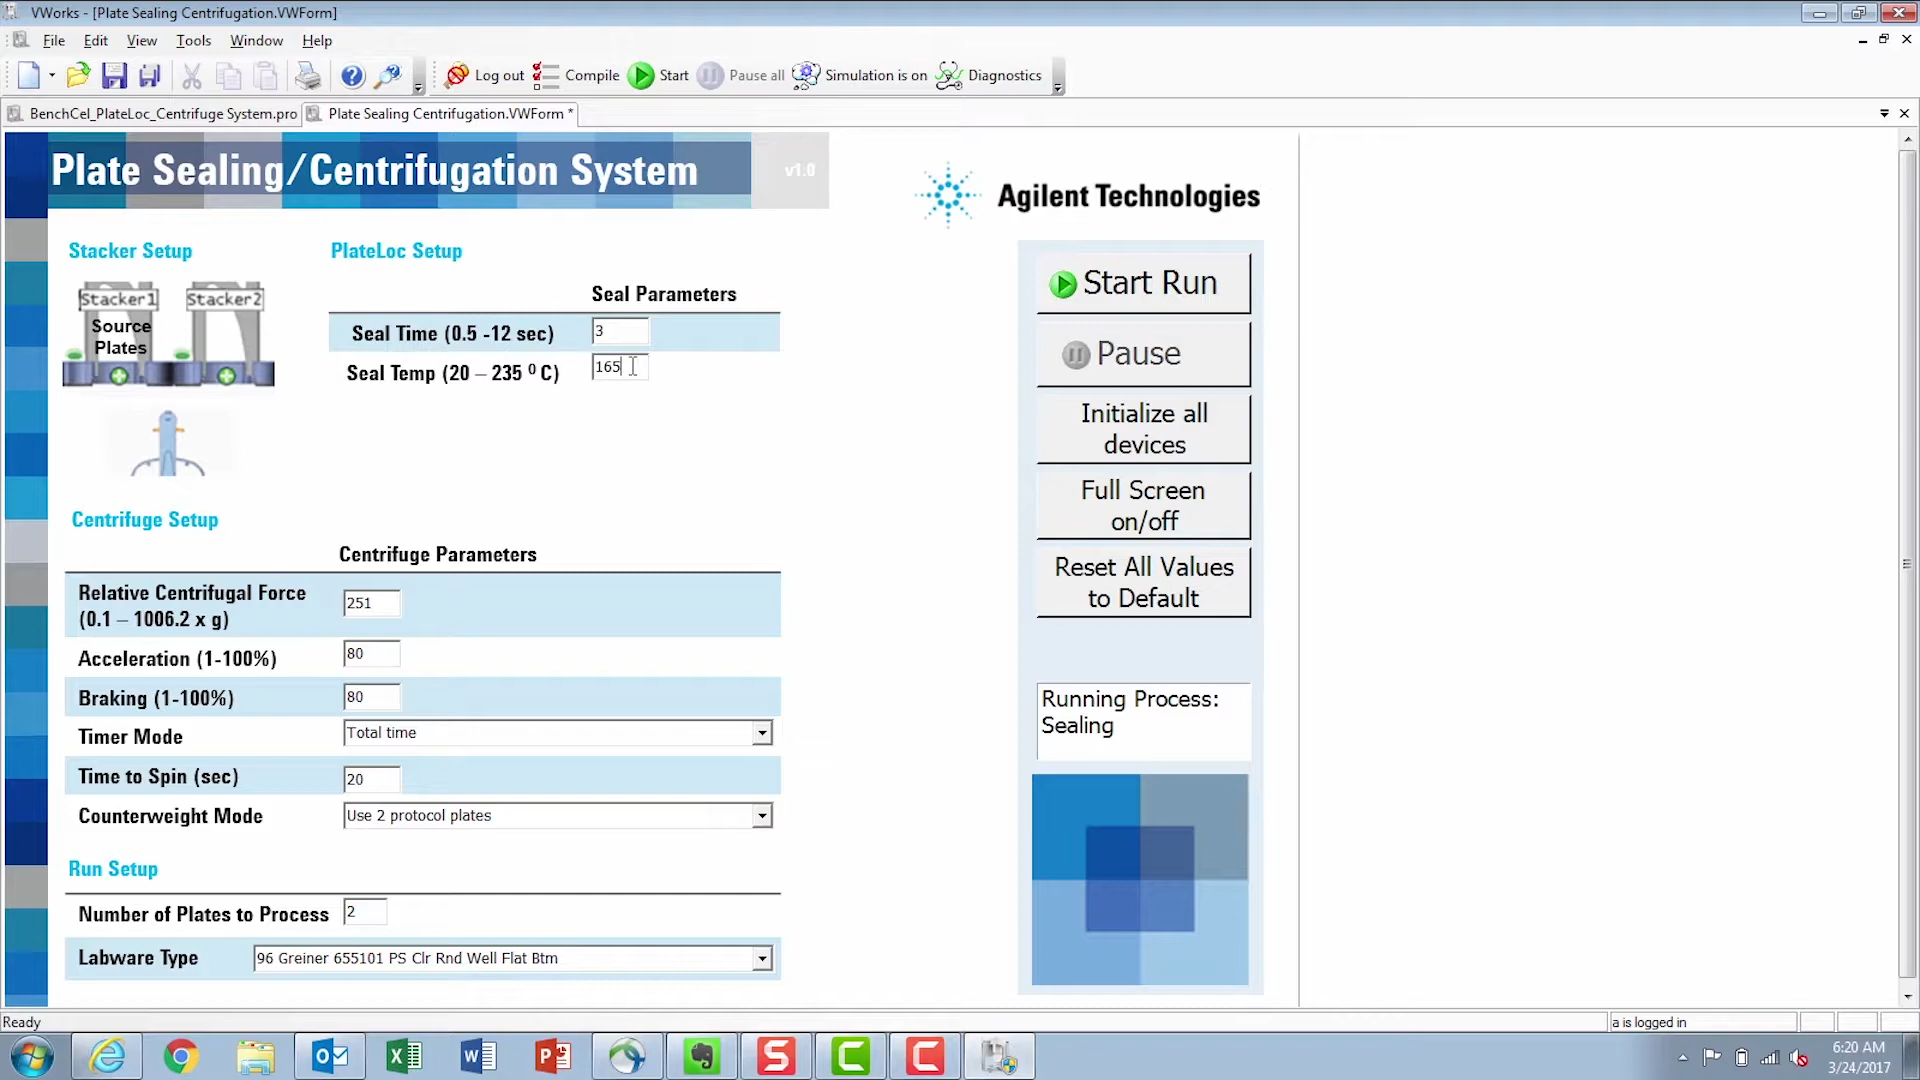 VWorks - [Plate Sealing Centrifugation.VWForm]
File Edit View Tools Window Help
Log out Compile Start Pause all Simulation is on Diagnostics
BenchCel_PlateLoc_Centrifuge System.pro Plate Sealing Centrifugation.VWForm *
Plate Sealing/Centrifugation System v1.0
Agilent Technologies
Stacker Setup
Stacker1 Stacker2
Source
Plates
PlateLoc Setup
Seal Parameters
Seal Time (0.5 -12 sec) 3
Seal Temp (20 – 235 ⁰ C) 165
Centrifuge Setup
Centrifuge Parameters
Relative Centrifugal Force
(0.1 – 1006.2 x g) 251
Acceleration (1-100%) 80
Braking (1-100%) 80
Timer Mode Total time
Time to Spin (sec) 20
Counterweight Mode Use 2 protocol plates
Run Setup
Number of Plates to Process 2
Labware Type 96 Greiner 655101 PS Clr Rnd Well Flat Btm
Start Run
Pause
Initialize all
devices
Full Screen
on/off
Reset All Values
to Default
Running Process:
Sealing
Ready
a is logged in
6:20 AM
3/24/2017